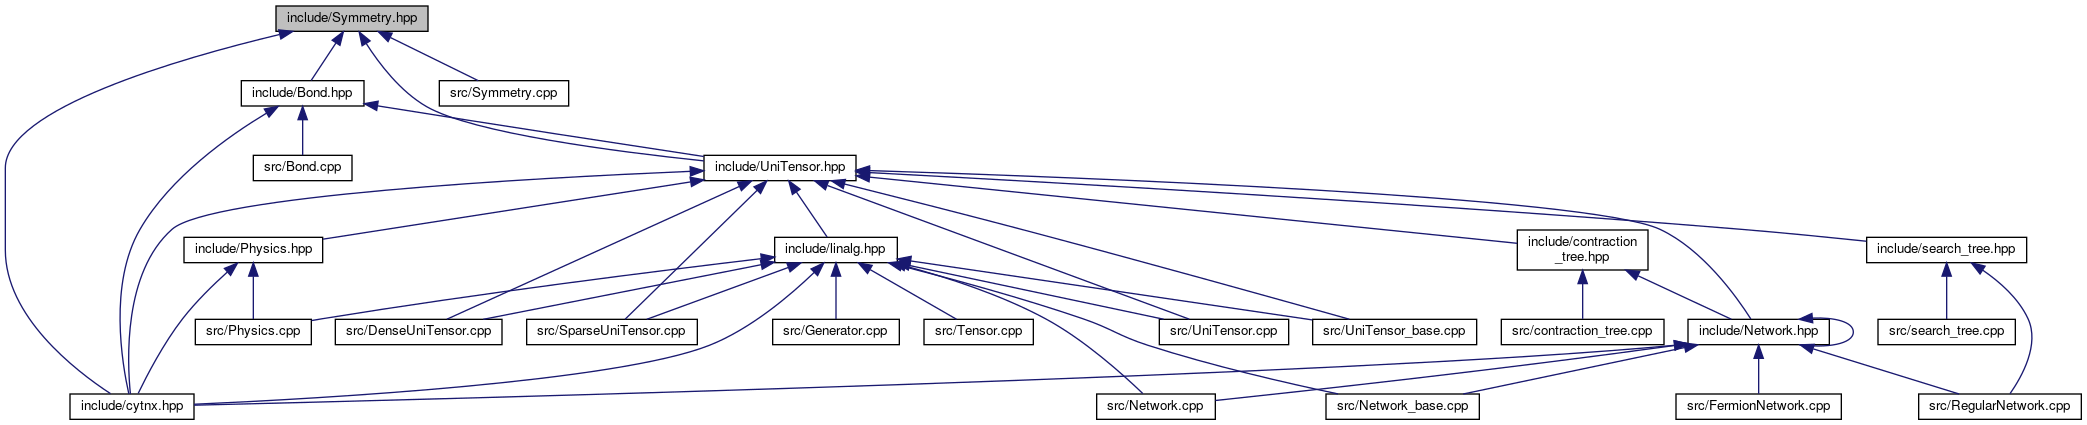 include/Symmetry.hpp
include/Bond.hpp
src/Symmetry.cpp
src/Bond.cpp
include/UniTensor.hpp
include/Physics.hpp
include/linalg.hpp
include/contraction
_tree.hpp
include/search_tree.hpp
src/Physics.cpp
src/DenseUniTensor.cpp
src/SparseUniTensor.cpp
src/Generator.cpp
src/Tensor.cpp
src/UniTensor.cpp
src/UniTensor_base.cpp
src/contraction_tree.cpp
include/Network.hpp
src/search_tree.cpp
include/cytnx.hpp
src/Network.cpp
src/Network_base.cpp
src/FermionNetwork.cpp
src/RegularNetwork.cpp